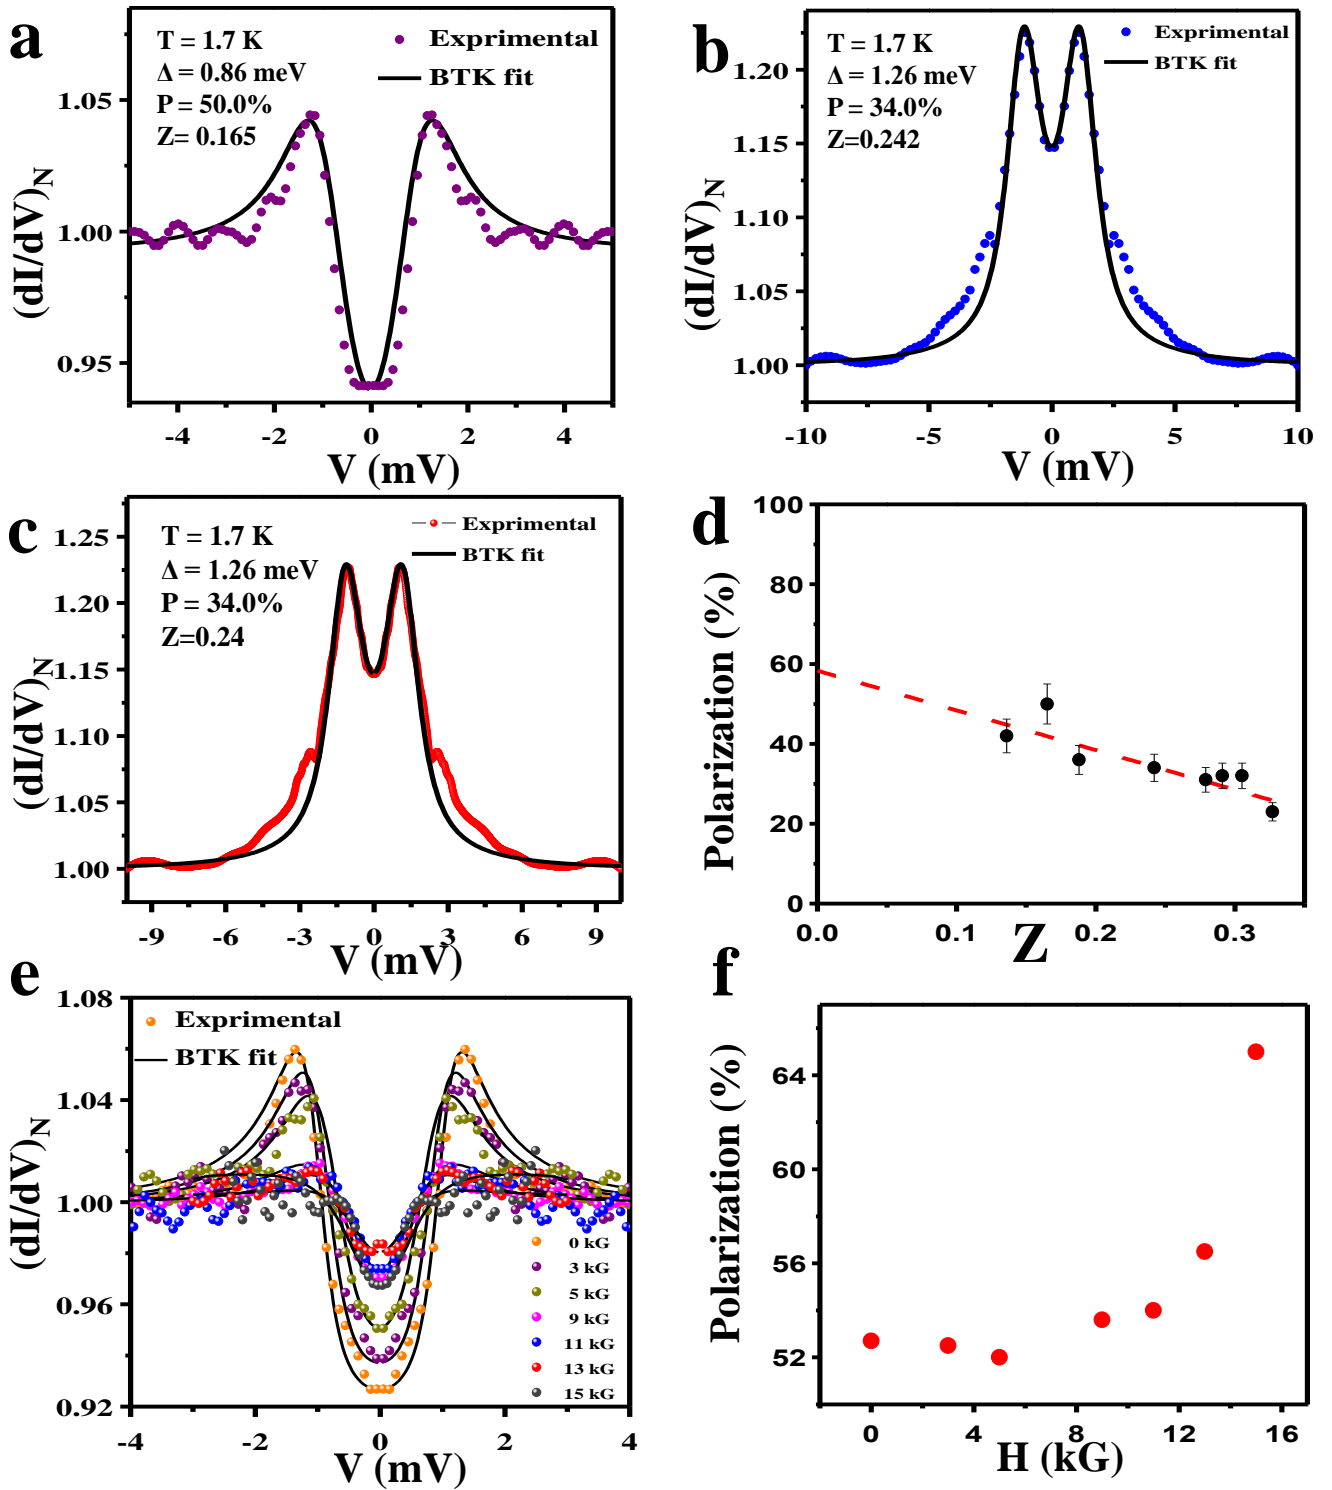 a
T = 1.7 K
Δ = 0.86 meV
P = 50.0%
Z= 0.165
Exprimental
BTK fit
1.05
1.00
0.95
(dI/dV)N
-4 -2 0 2 4
V (mV)
b
T = 1.7 K
Δ = 1.26 meV
P = 34.0%
Z=0.242
Exprimental
BTK fit
1.20
1.15
1.10
1.05
1.00
(dI/dV)N
-10 -5 0 5 10
V (mV)
c
T = 1.7 K
Δ = 1.26 meV
P = 34.0%
Z=0.24
Exprimental
BTK fit
1.25
1.20
1.15
1.10
1.05
1.00
(dI/dV)N
-9 -6 -3 0 3 6 9
V (mV)
d
100
80
60
40
20
0
Polarization (%)
0.0 0.1 0.2 0.3
Z
e
Exprimental
BTK fit
1.08
1.04
1.00
0.96
0.92
(dI/dV)N
0 kG
3 kG
5 kG
9 kG
11 kG
13 kG
15 kG
-4 -2 0 2 4
V (mV)
f
64
60
56
52
Polarization (%)
0 4 8 12 16
H (kG)